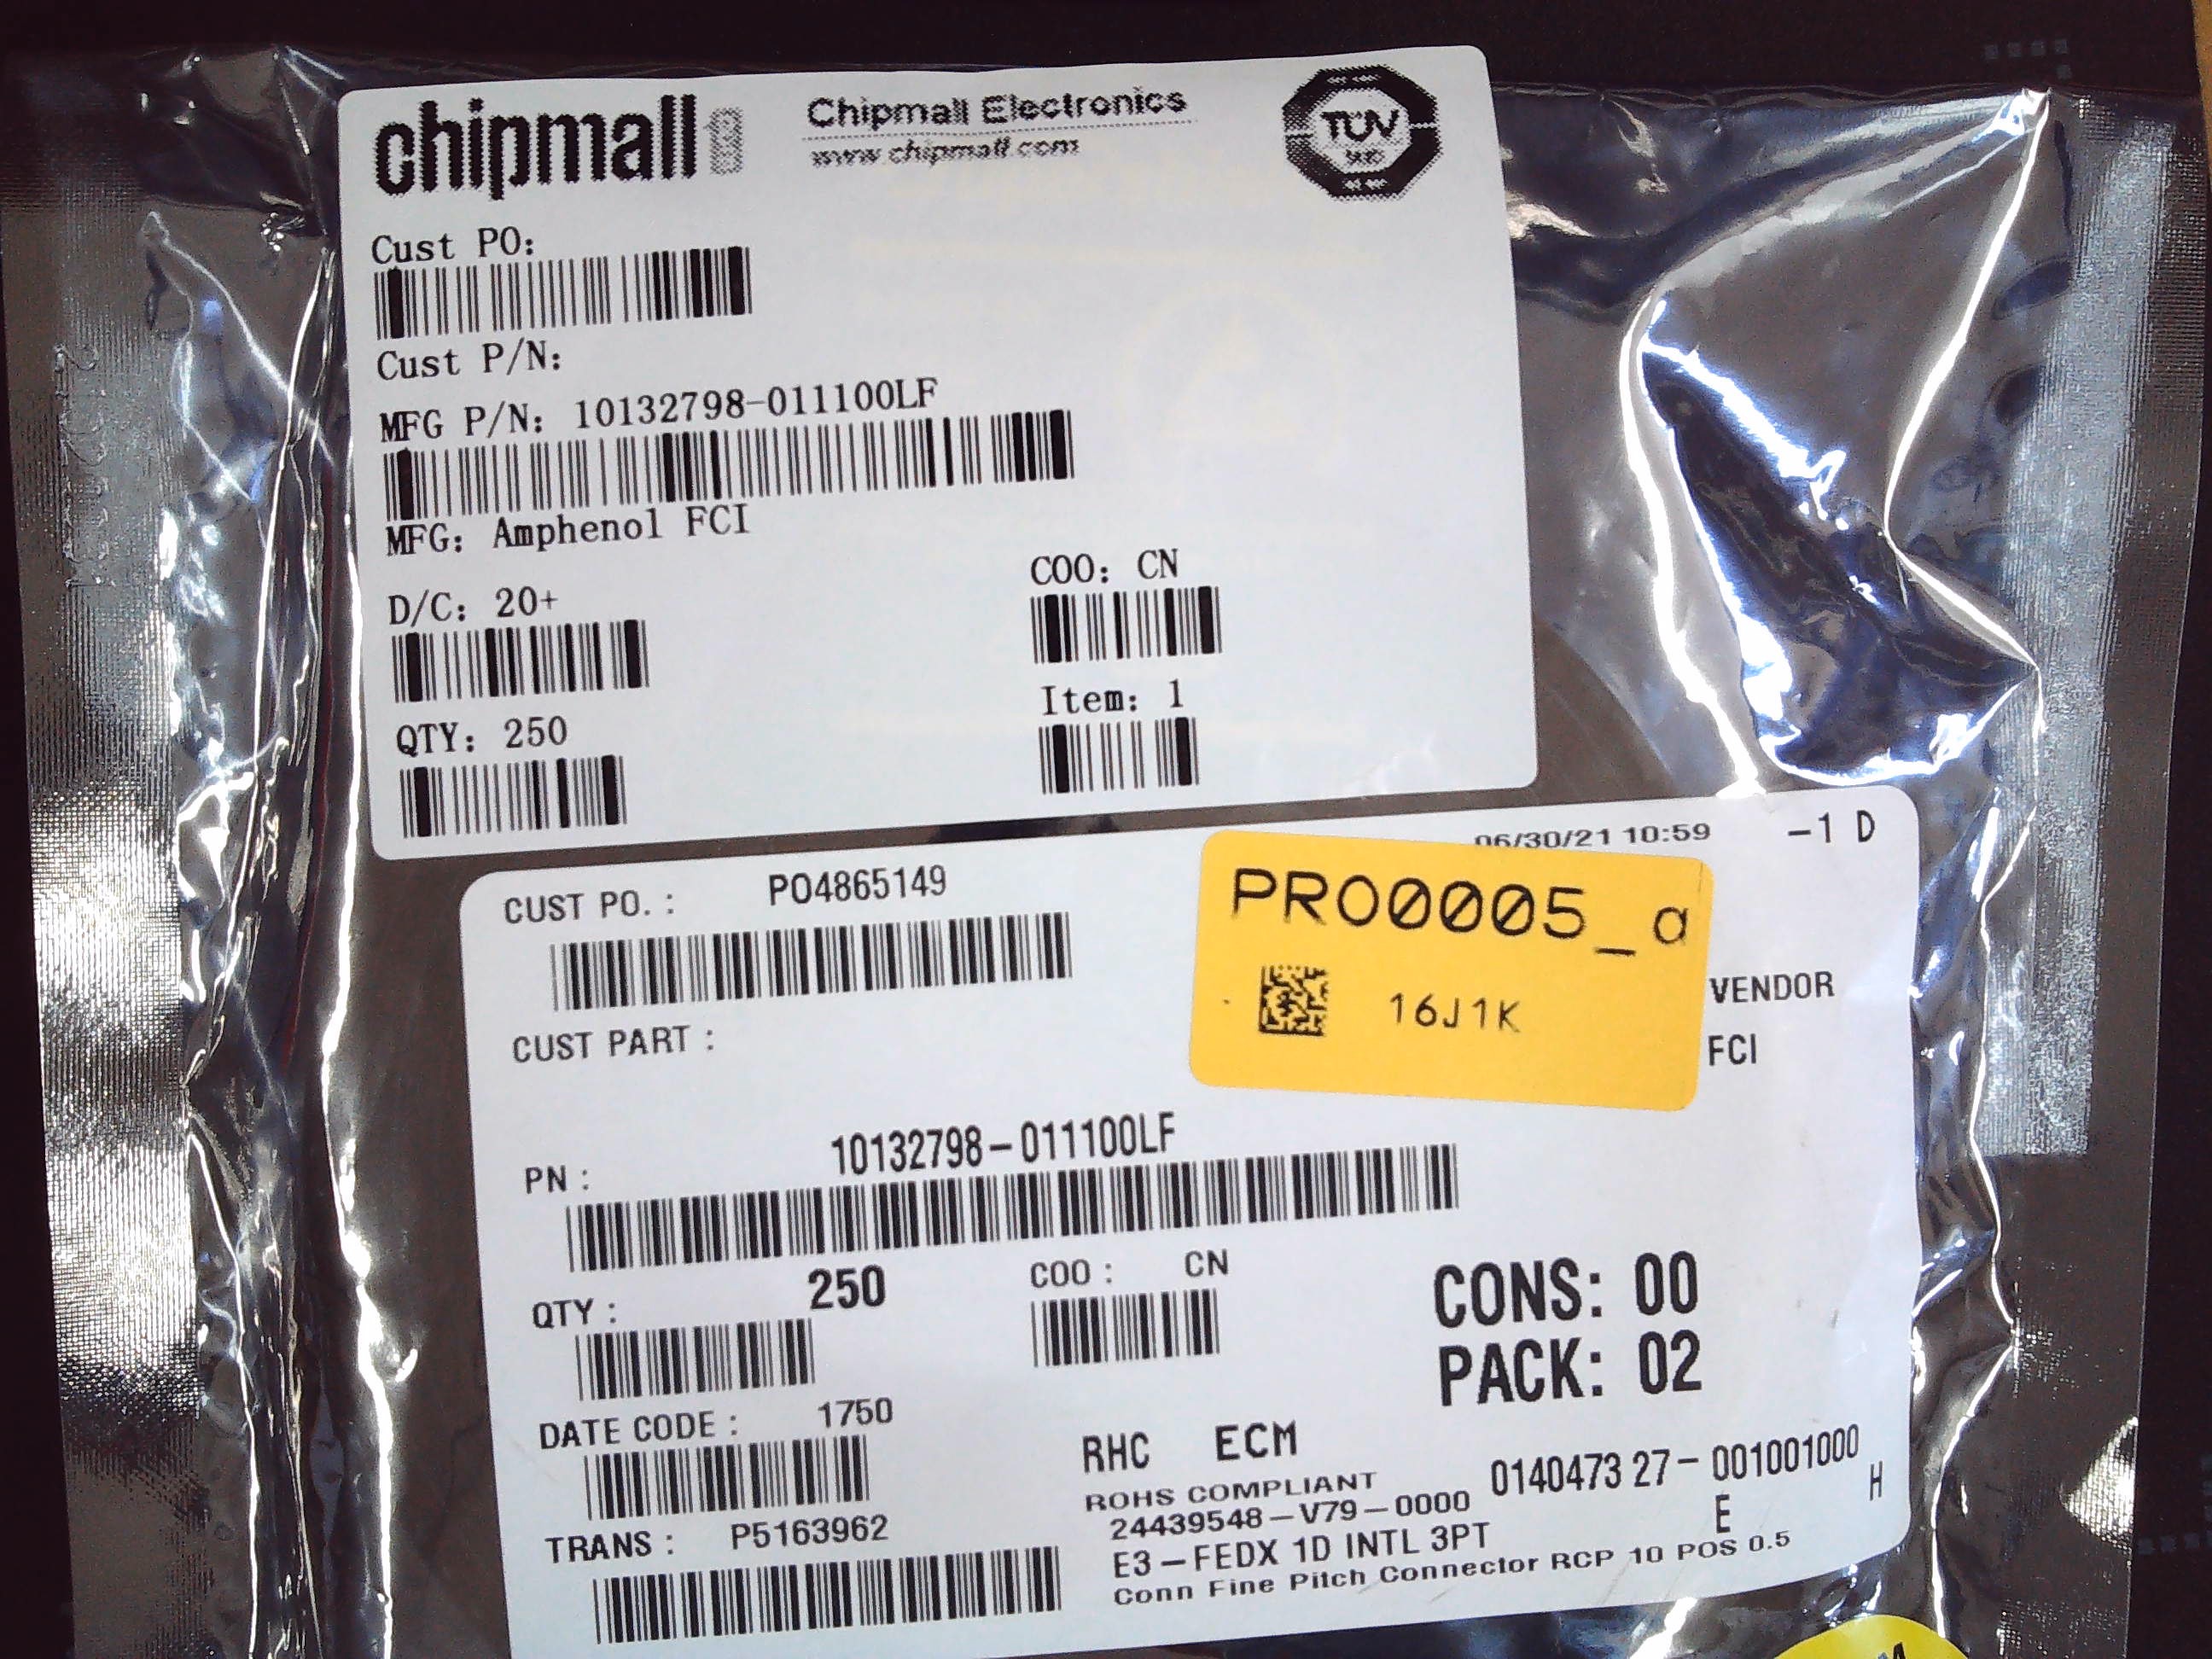 chipmall
Chipmall Electronics
www.chipmall.com
TÜV
SÜD
Cust PO:
Cust P/N:
MFG P/N: 10132798-011100LF
MFG: Amphenol FCI
D/C: 20+
COO: CN
QTY: 250
Item: 1
06/30/21 10:59
-1 D
CUST PO. : PO4865149
PRO0005_a
16J1K
VENDOR
FCI
CUST PART :
PN : 10132798-011100LF
QTY : 250
COO : CN
CONS: 00
PACK: 02
DATE CODE : 1750
RHC ECM
ROHS COMPLIANT
24439548-V79-0000
0140473 27- 001001000
E
H
TRANS : P5163962
E3-FEDX 1D INTL 3PT
Conn Fine Pitch Connector RCP 10 POS 0.5